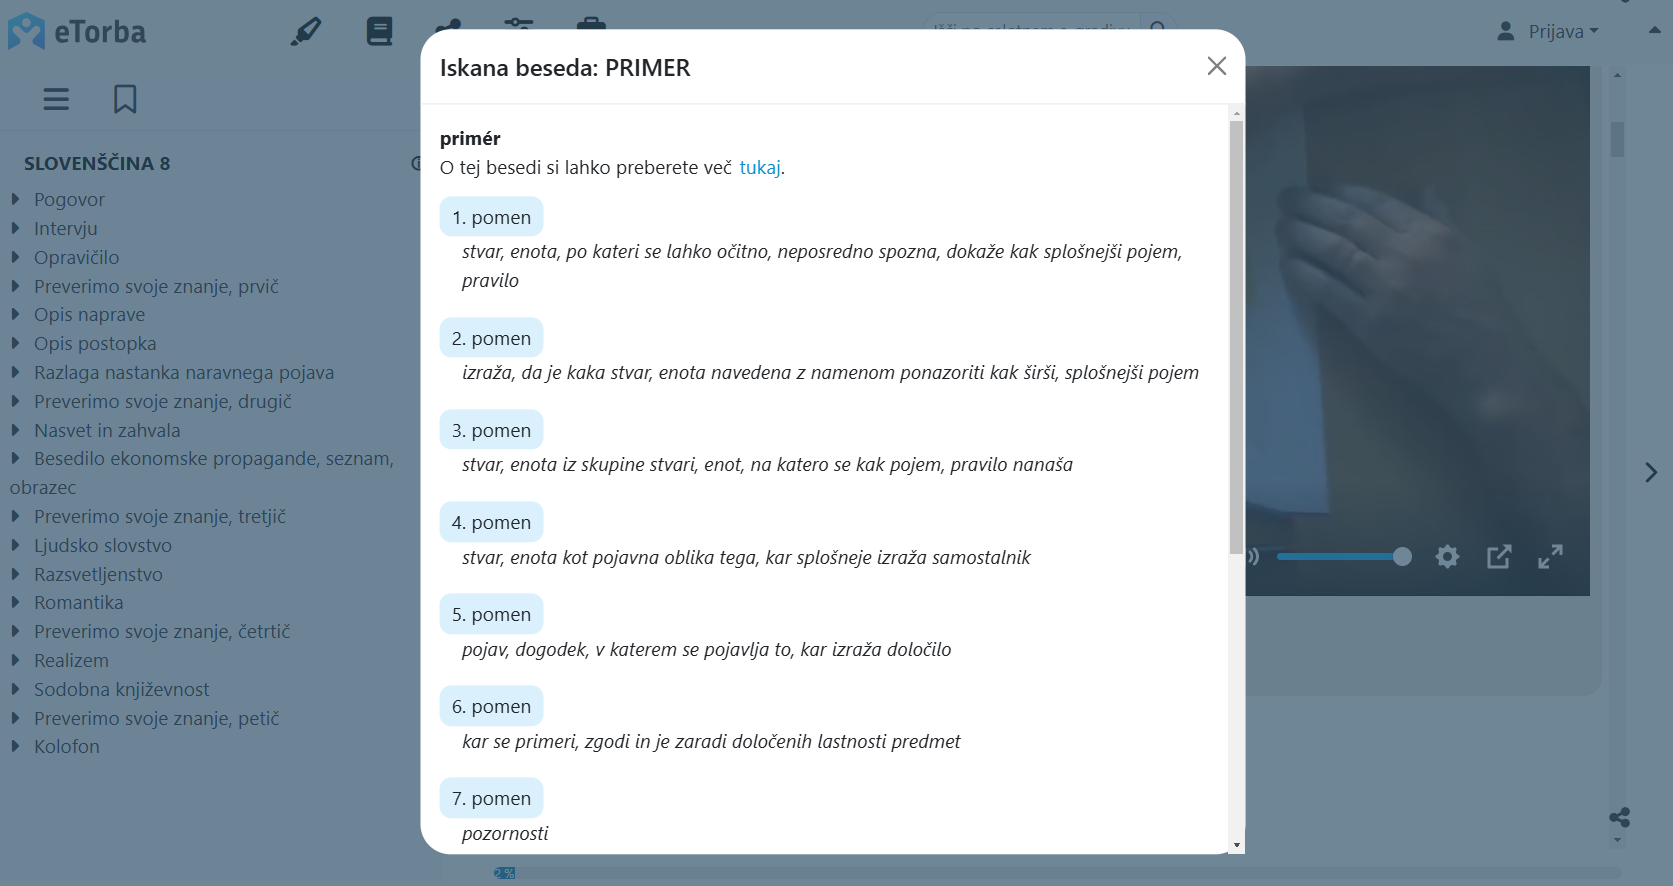 eTorba
Prijava
Iskana beseda: PRIMER
SLOVENŠČINA 8
Pogovor
Intervju
Opravičilo
Preverimo svoje znanje, prvič
Opis naprave
Opis postopka
Razlaga nastanka naravnega pojava
Preverimo svoje znanje, drugič
Nasvet in zahvala
Besedilo ekonomske propagande, seznam,
obrazec
Preverimo svoje znanje, tretjič
Ljudsko slovstvo
Razsvetljenstvo
Romantika
Preverimo svoje znanje, četrtič
Realizem
Sodobna književnost
Preverimo svoje znanje, petič
Kolofon
primér
O tej besedi si lahko preberete več tukaj.
1. pomen
stvar, enota, po kateri se lahko očitno, neposredno spozna, dokaže kak splošnejši pojem,
pravilo
2. pomen
izraža, da je kaka stvar, enota navedena z namenom ponazoriti kak širši, splošnejši pojem
3. pomen
stvar, enota iz skupine stvari, enot, na katero se kak pojem, pravilo nanaša
4. pomen
stvar, enota kot pojavna oblika tega, kar splošneje izraža samostalnik
5. pomen
pojav, dogodek, v katerem se pojavlja to, kar izraža določilo
6. pomen
kar se primeri, zgodi in je zaradi določenih lastnosti predmet
7. pomen
pozornosti
2 %